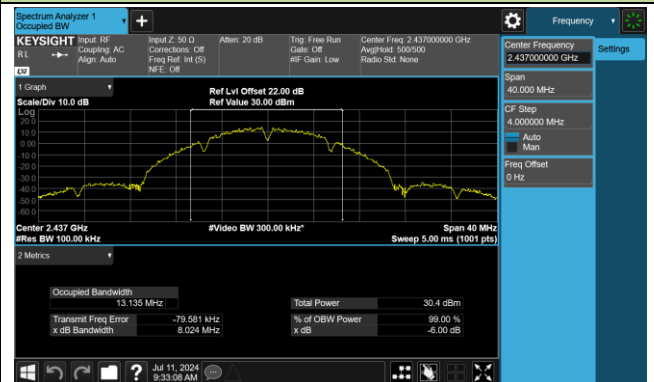 Spectrum Analyzer 1
Occupied BW
Frequency
KEYSIGHT
RL
Input: RF
Coupling: AC
Align: Auto
Input Z: 50 Ω
Corrections: Off
Freq Ref: Int (S)
NFE: Off
Atten: 20 dB
Trig: Free Run
Gate: Off
#IF Gain: Low
Center Freq: 2.437000000 GHz
Avg|Hold: 500/500
Radio Std: None
1 Graph
Scale/Div 10.0 dB
Ref Lvl Offset 22.00 dB
Ref Value 30.00 dBm
Log
20.0
10.0
0.00
-10.0
-20.0
-30.0
-40.0
-50.0
-60.0
Center 2.437 GHz
#Res BW 100.00 kHz
#Video BW 300.00 kHz*
Span 40 MHz
Sweep 5.00 ms (1001 pts)
2 Metrics
Occupied Bandwidth
13.135 MHz
Transmit Freq Error -79.581 kHz
x dB Bandwidth 8.024 MHz
Total Power 30.4 dBm
% of OBW Power 99.00 %
x dB -6.00 dB
Jul 11, 2024
9:33:08 AM
Center Frequency
2.437000000 GHz
Span
40.000 MHz
CF Step
4.000000 MHz
Auto
Man
Freq Offset
0 Hz
Settings